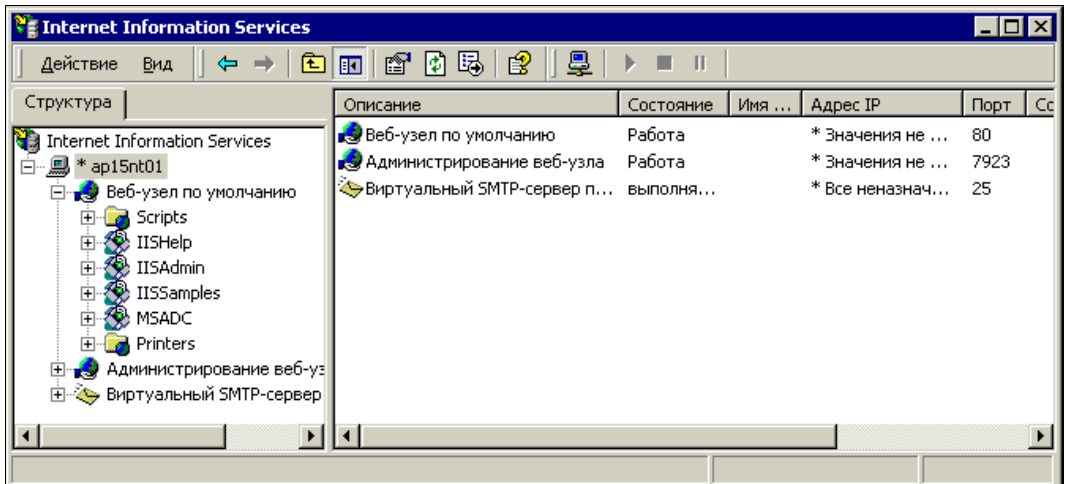 Internet Information Services
Действие Вид
Структура
Internet Information Services
* ap15nt01
Веб-узел по умолчанию
Scripts
IISHelp
IISAdmin
IISSamples
MSADC
Printers
Администрирование веб-уз
Виртуальный SMTP-сервер
Описание Состояние Имя ... Адрес IP Порт Сс
Веб-узел по умолчанию Работа * Значения не ... 80
Администрирование веб-узла Работа * Значения не ... 7923
Виртуальный SMTP-сервер п... выполня... * Все неназнач... 25